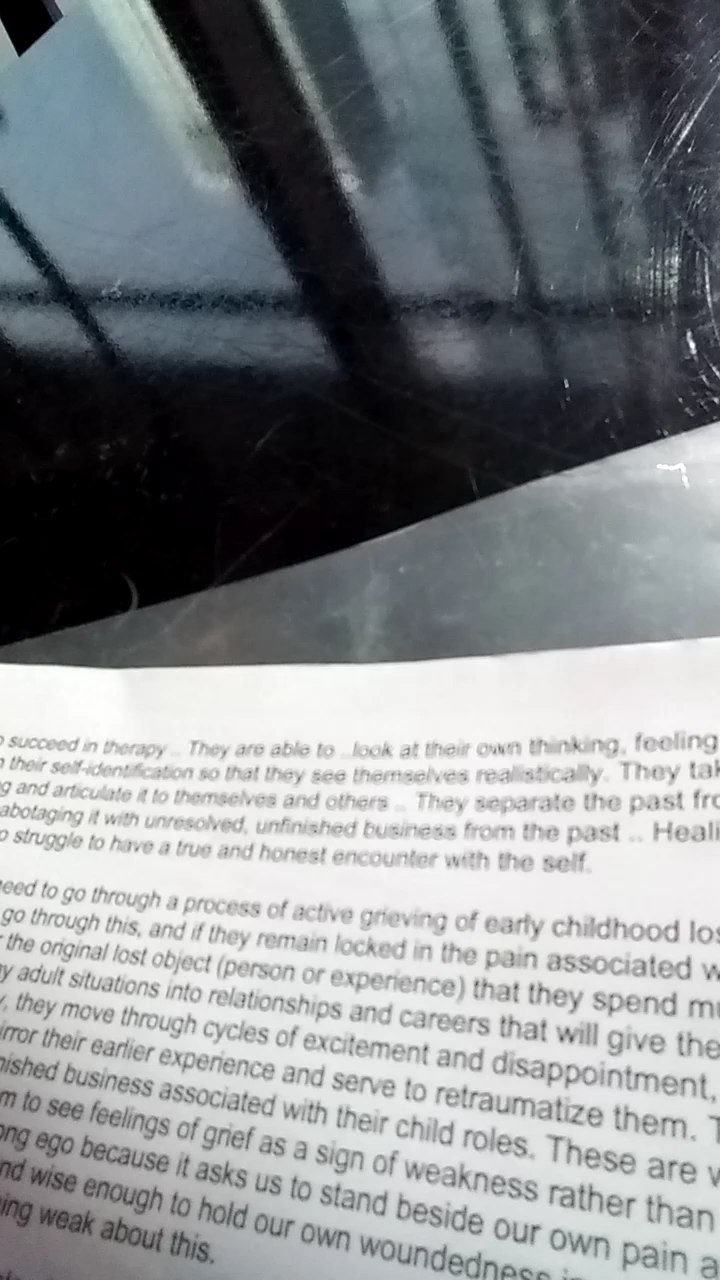 succeed in therapy .. They are able to ..look at their own thinking, feeling
their self-identification so that they see themselves realistically. They tak
g and articulate it to themselves and others .. They separate the past fro
abotaging it with unresolved, unfinished business from the past .. Heali
o struggle to have a true and honest encounter with the self.
eed to go through a process of active grieving of early childhood los
go through this, and if they remain locked in the pain associated w
the original lost object (person or experience) that they spend mu
y adult situations into relationships and careers that will give the
, they move through cycles of excitement and disappointment,
irror their earlier experience and serve to retraumatize them. T
nished business associated with their child roles. These are v
m to see feelings of grief as a sign of weakness rather than
ong ego because it asks us to stand beside our own pain a
nd wise enough to hold our own woundedness
ing weak about this.